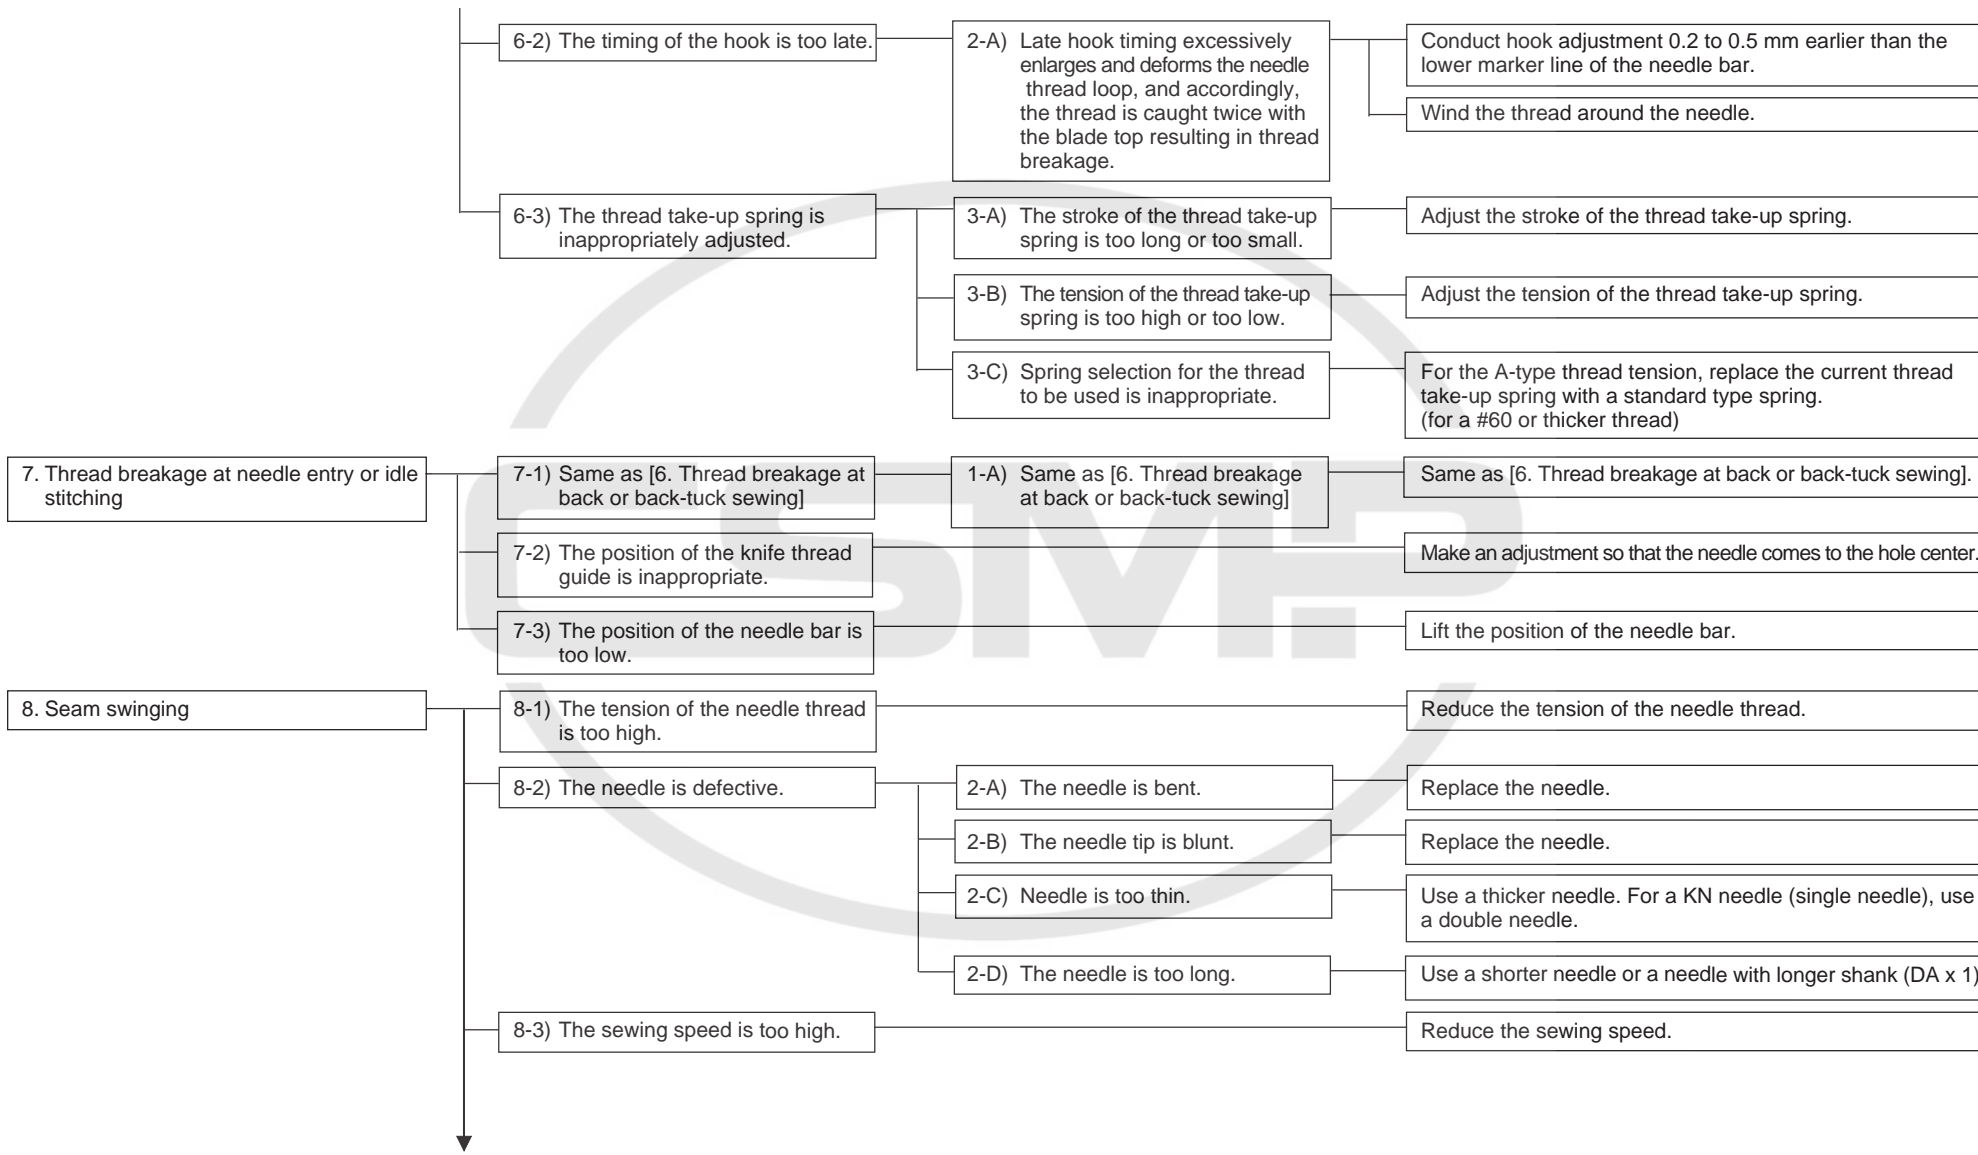 6-2) The timing of the hook is too late.
2-A) Late hook timing excessively
enlarges and deforms the needle
thread loop, and accordingly,
the thread is caught twice with
the blade top resulting in thread
breakage.
Conduct hook adjustment 0.2 to 0.5 mm earlier than the
lower marker line of the needle bar.
Wind the thread around the needle.
6-3) The thread take-up spring is
inappropriately adjusted.
3-A) The stroke of the thread take-up
spring is too long or too small.
Adjust the stroke of the thread take-up spring.
3-B) The tension of the thread take-up
spring is too high or too low.
Adjust the tension of the thread take-up spring.
3-C) Spring selection for the thread
to be used is inappropriate.
For the A-type thread tension, replace the current thread
take-up spring with a standard type spring.
(for a #60 or thicker thread)
7. Thread breakage at needle entry or idle
stitching
7-1) Same as [6. Thread breakage at
back or back-tuck sewing]
1-A) Same as [6. Thread breakage
at back or back-tuck sewing]
Same as [6. Thread breakage at back or back-tuck sewing].
7-2) The position of the knife thread
guide is inappropriate.
Make an adjustment so that the needle comes to the hole center.
7-3) The position of the needle bar is
too low.
Lift the position of the needle bar.
8. Seam swinging
8-1) The tension of the needle thread
is too high.
Reduce the tension of the needle thread.
8-2) The needle is defective.
2-A) The needle is bent.
Replace the needle.
2-B) The needle tip is blunt.
Replace the needle.
2-C) Needle is too thin.
Use a thicker needle. For a KN needle (single needle), use
a double needle.
2-D) The needle is too long.
Use a shorter needle or a needle with longer shank (DA x 1)
8-3) The sewing speed is too high.
Reduce the sewing speed.
CSMP